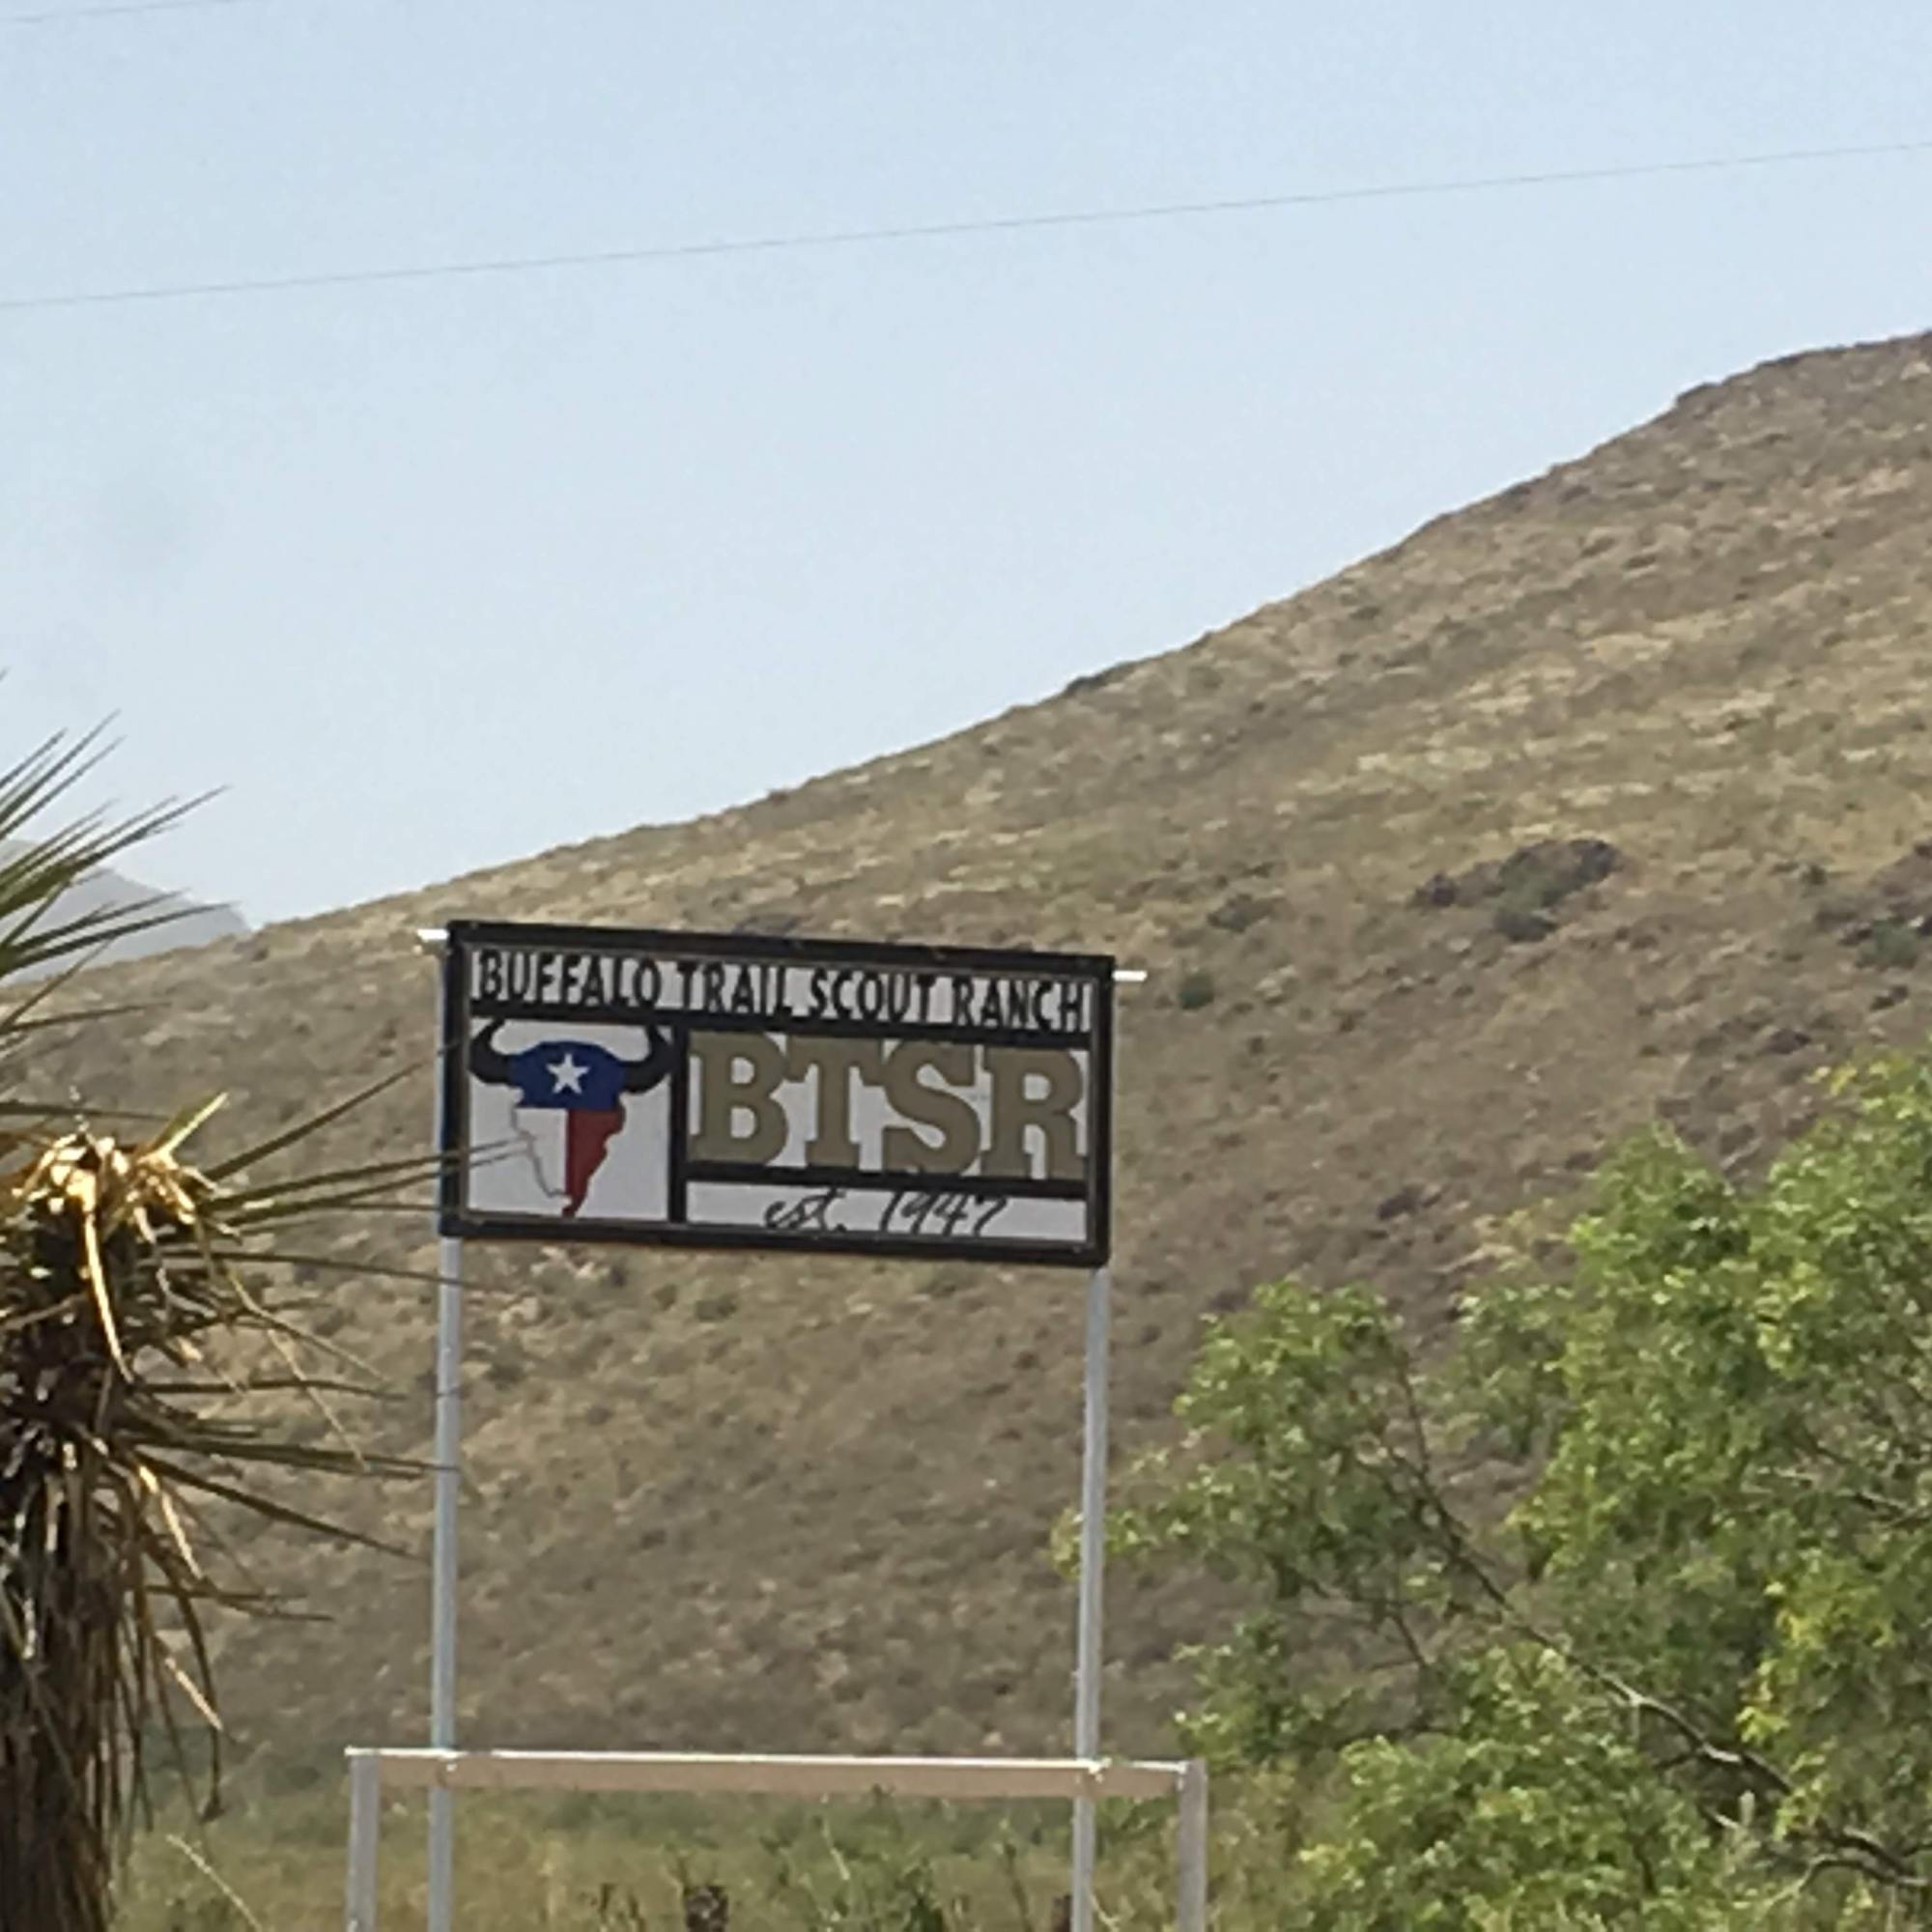 BUFFALO TRAIL SCOUT RANCH
BTSR
est. 1947